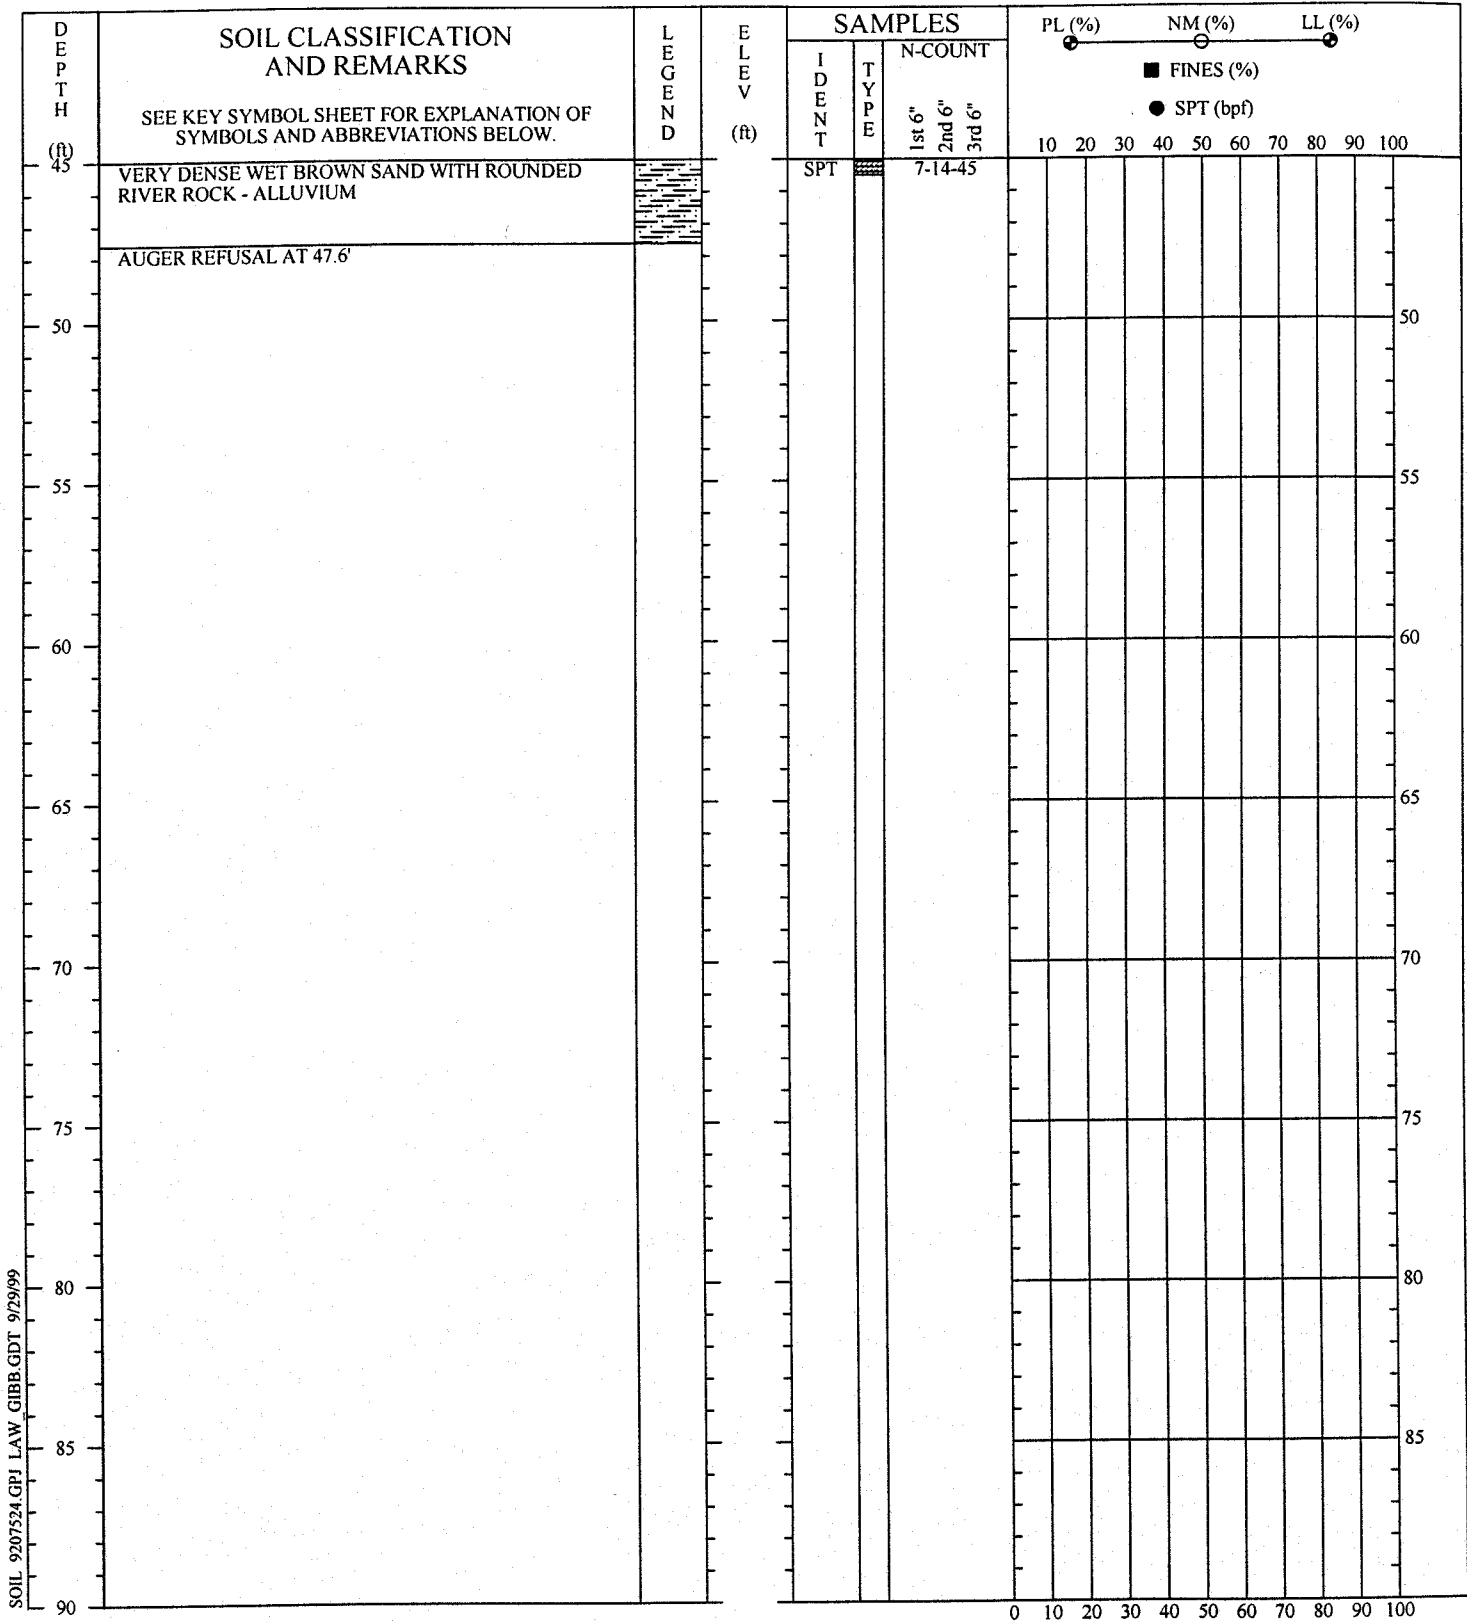 DEPTH
(ft)
SOIL CLASSIFICATION
AND REMARKS
SEE KEY SYMBOL SHEET FOR EXPLANATION OF
SYMBOLS AND ABBREVIATIONS BELOW.
LEGEND
ELEV
(ft)
SAMPLES
IDENT
TYPE
N-COUNT
1st 6"
2nd 6"
3rd 6"
PL (%) NM (%) LL (%)
FINES (%)
SPT (bpf)
10 20 30 40 50 60 70 80 90 100
45
VERY DENSE WET BROWN SAND WITH ROUNDED
RIVER ROCK - ALLUVIUM
SPT
7-14-45
AUGER REFUSAL AT 47.6'
50 50
55 55
60 60
65 65
70 70
75 75
80 80
85 85
90
0 10 20 30 40 50 60 70 80 90 100
SOIL 9207524.GPJ LAW_GIBB.GDT 9/29/99